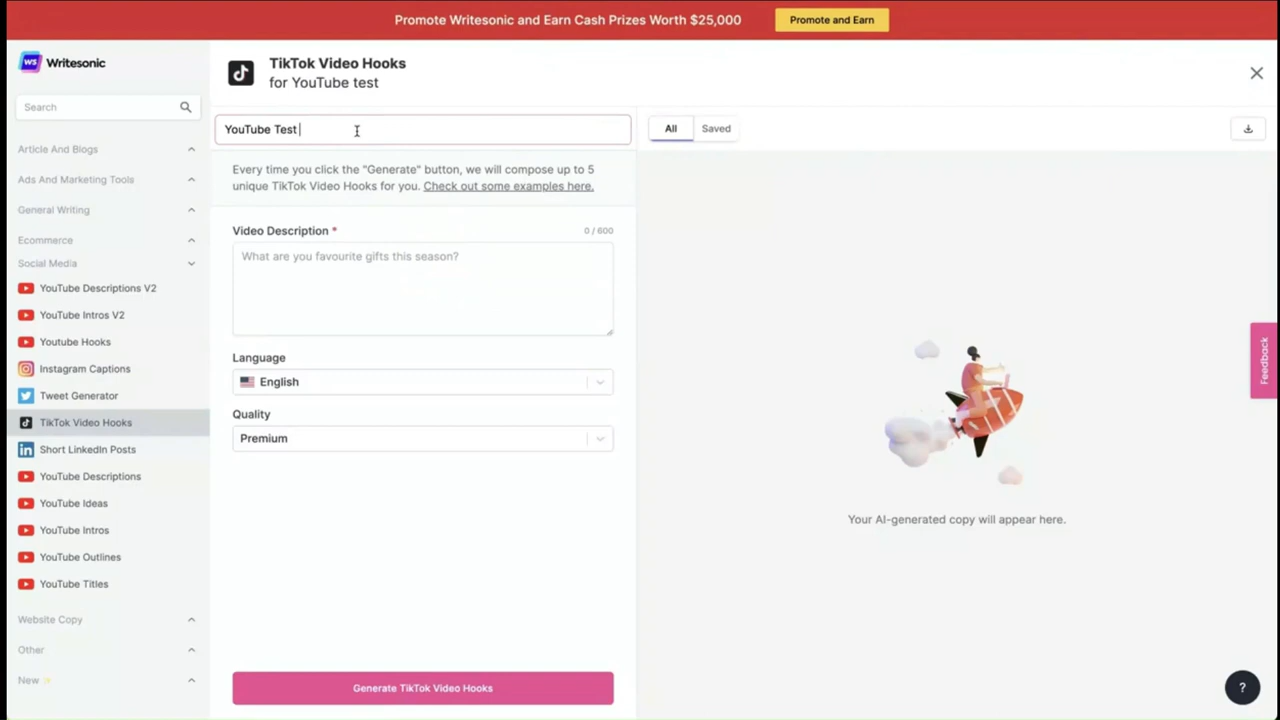 Promote Writesonic and Earn Cash Prizes Worth $25,000
Promote and Earn
WS Writesonic
TikTok Video Hooks
for YouTube test
Search
YouTube Test
All
Saved
Article And Blogs
Ads And Marketing Tools
General Writing
Ecommerce
Social Media
YouTube Descriptions V2
YouTube Intros V2
Youtube Hooks
Instagram Captions
Tweet Generator
TikTok Video Hooks
Short LinkedIn Posts
YouTube Descriptions
YouTube Ideas
YouTube Intros
YouTube Outlines
YouTube Titles
Website Copy
Other
New
Every time you click the "Generate" button, we will compose up to 5
unique TikTok Video Hooks for you. Check out some examples here.
Video Description *
0 / 600
What are you favourite gifts this season?
Language
English
Quality
Premium
Generate TikTok Video Hooks
Your AI-generated copy will appear here.
Feedback
?